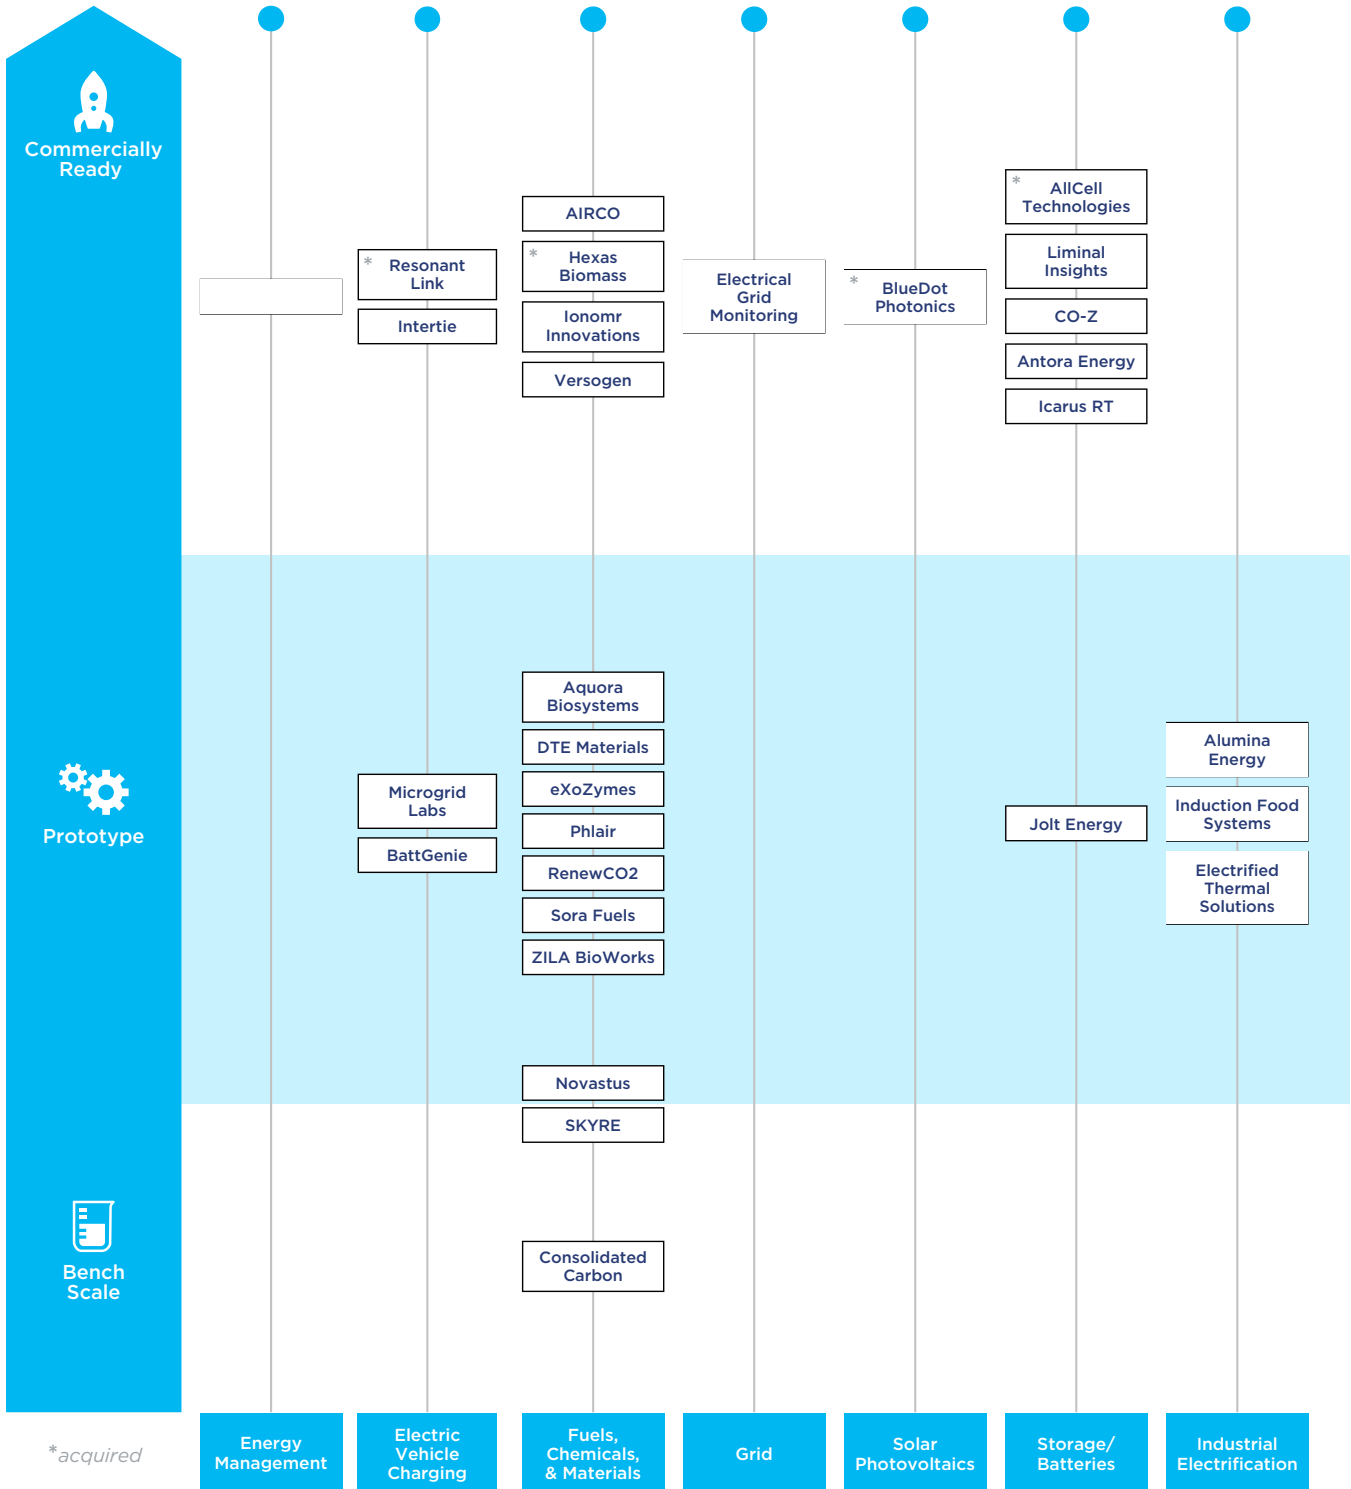 Commercially
Ready
*
AllCell
Technologies
AIRCO
Liminal
Insights
*
Resonant
Link
*
Hexas
Biomass
Electrical
Grid
Monitoring
*
BlueDot
Photonics
CO-Z
Intertie
Ionomr
Innovations
Antora Energy
Versogen
Icarus RT
Prototype
Aquora
Biosystems
DTE Materials
eXoZymes
Phlair
RenewCO2
Sora Fuels
ZILA BioWorks
Microgrid
Labs
BattGenie
Jolt Energy
Alumina
Energy
Induction Food
Systems
Electrified
Thermal
Solutions
Novastus
SKYRE
Bench
Scale
Consolidated
Carbon
*acquired
Energy
Management
Electric
Vehicle
Charging
Fuels,
Chemicals,
& Materials
Grid
Solar
Photovoltaics
Storage/
Batteries
Industrial
Electrification